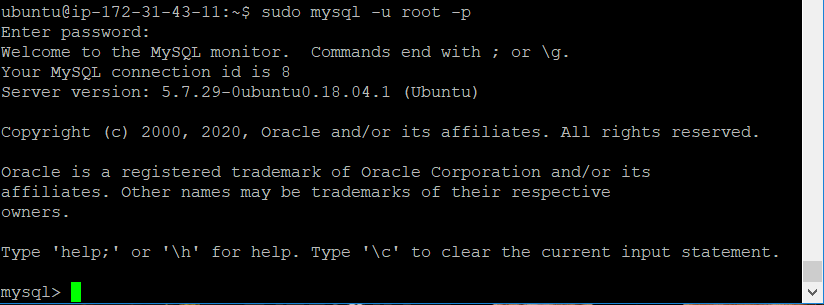 ubuntu@ip-172-31-43-11:~$ sudo mysql -u root -p
Enter password:
Welcome to the MySQL monitor.  Commands end with ; or \g.
Your MySQL connection id is 8
Server version: 5.7.29-0ubuntu0.18.04.1 (Ubuntu)

Copyright (c) 2000, 2020, Oracle and/or its affiliates. All rights reserved.

Oracle is a registered trademark of Oracle Corporation and/or its
affiliates. Other names may be trademarks of their respective
owners.

Type 'help;' or '\h' for help. Type '\c' to clear the current input statement.

mysql>